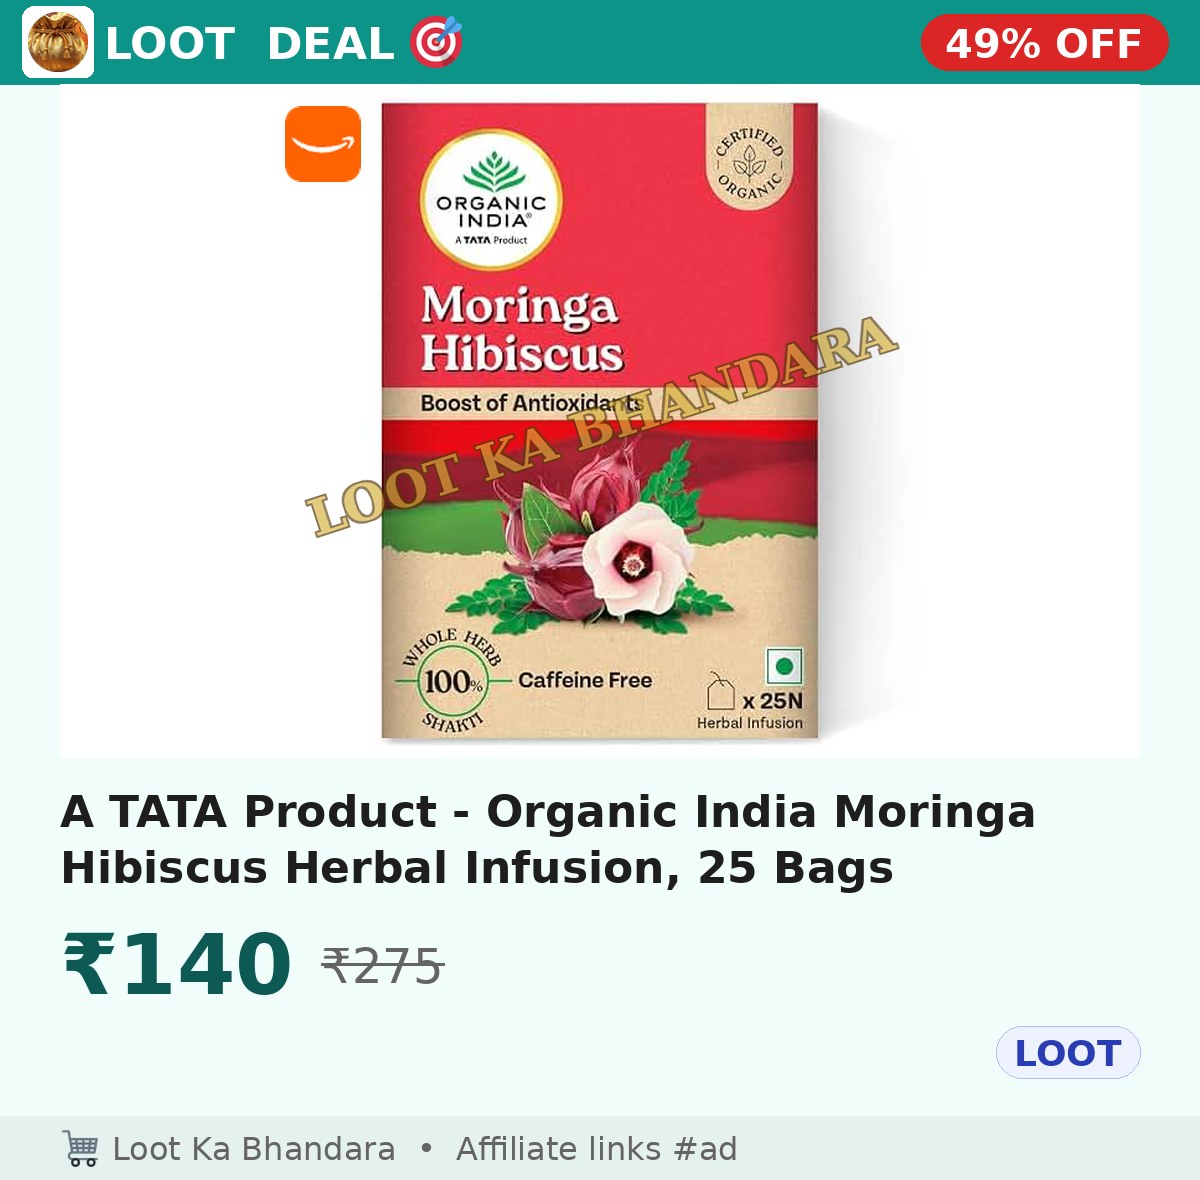 LOOT DEAL 🎯
49% OFF
CERTIFIED
ORGANIC
ORGANIC
INDIA®
A TATA Product
Moringa
Hibiscus
Boost of Antioxidants
LOOT KA BHANDARA
WHOLE HERB
100%
SHAKTI
Caffeine Free
x 25N
Herbal Infusion
A TATA Product - Organic India Moringa
Hibiscus Herbal Infusion, 25 Bags
₹140 ₹275
LOOT
🛒 Loot Ka Bhandara • Affiliate links #ad